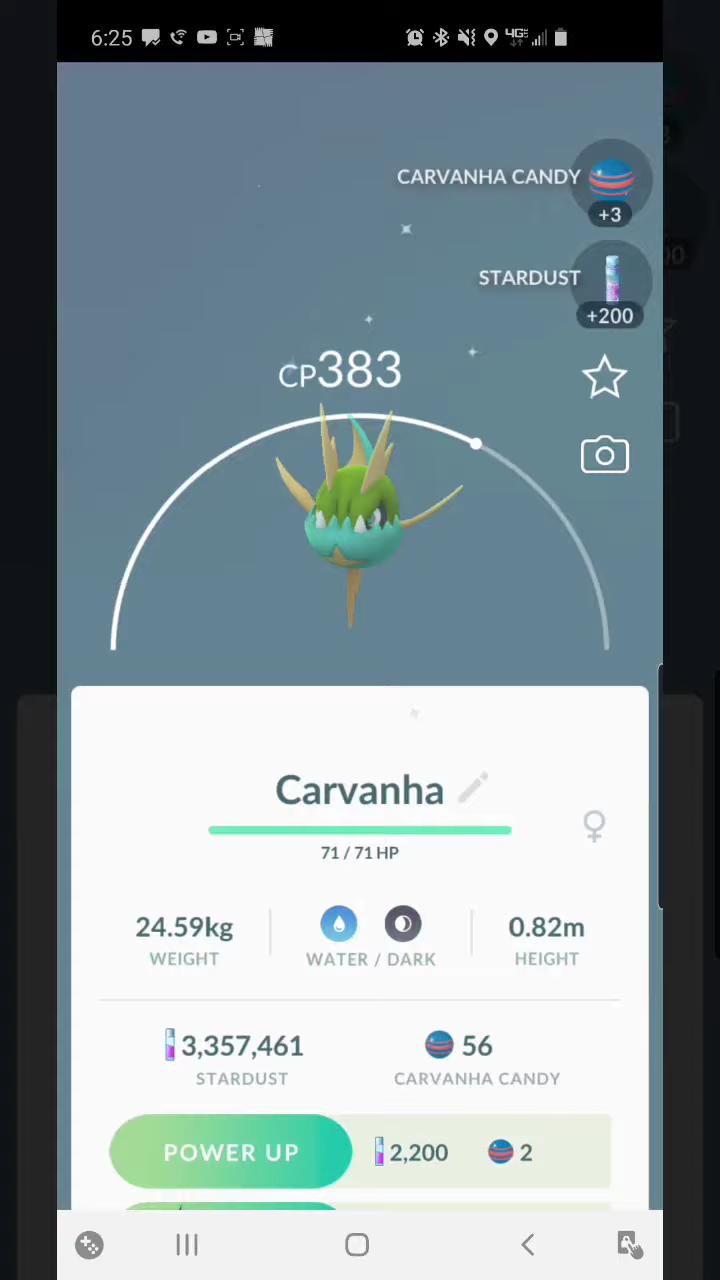 6:25
4GE
CARVANHA CANDY
+3
STARDUST
+200
CP383
Carvanha
71 / 71 HP
24.59kg
0.82m
WEIGHT
WATER / DARK
HEIGHT
3,357,461
56
STARDUST
CARVANHA CANDY
POWER UP
2,200
2